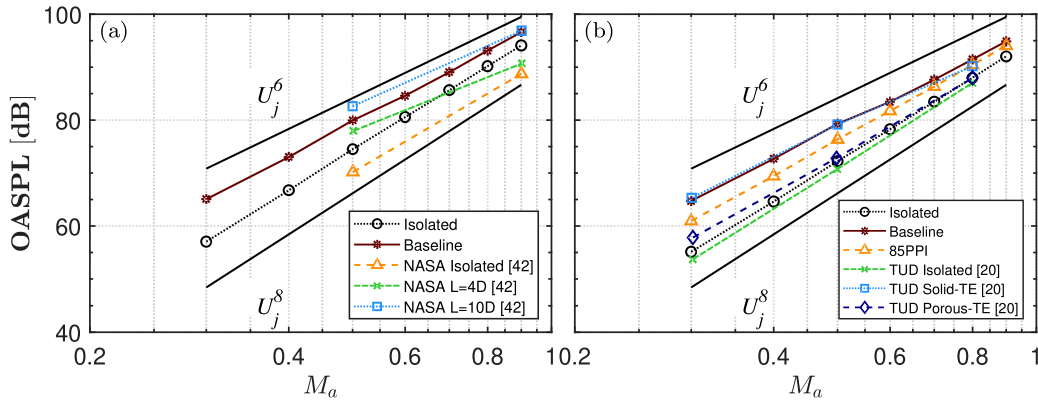 (a)
(b)
OASPL [dB]
100
80
60
40
U_j^6
U_j^8
Isolated
Baseline
NASA Isolated [42]
NASA L=4D [42]
NASA L=10D [42]
0.2
0.4
0.6
0.8
1
M_a
U_j^6
U_j^8
Isolated
Baseline
85PPI
TUD Isolated [20]
TUD Solid-TE [20]
TUD Porous-TE [20]
0.2
0.4
0.6
0.8
1
M_a